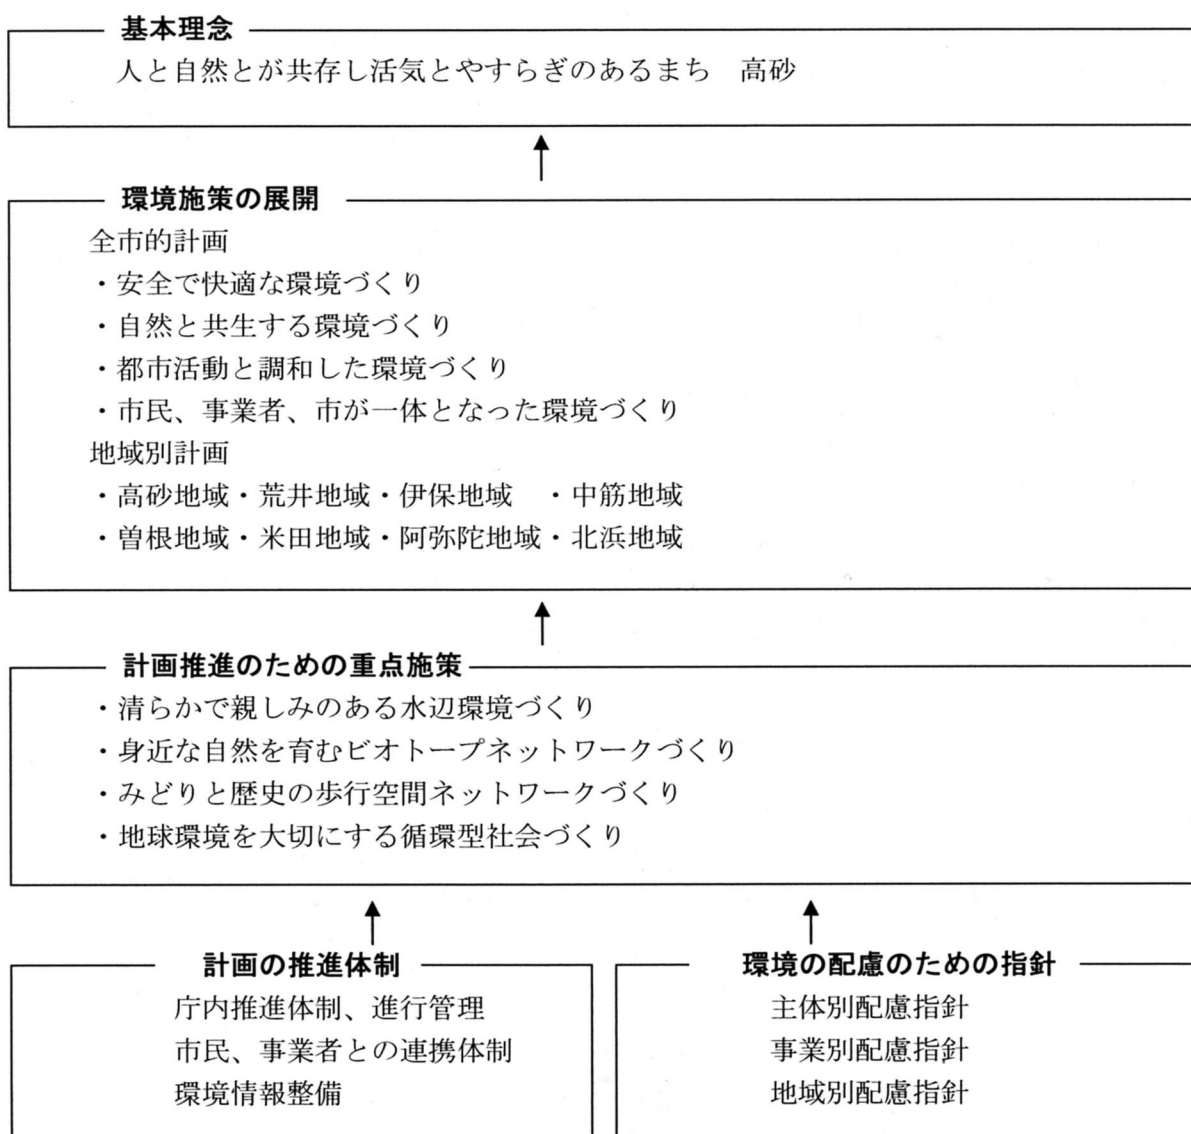 基本理念
人と自然とが共存し活気とやすらぎのあるまち　高砂
環境施策の展開
全市的計画
・安全で快適な環境づくり
・自然と共生する環境づくり
・都市活動と調和した環境づくり
・市民、事業者、市が一体となった環境づくり
地域別計画
・高砂地域・荒井地域・伊保地域　・中筋地域
・曽根地域・米田地域・阿弥陀地域・北浜地域
計画推進のための重点施策
・清らかで親しみのある水辺環境づくり
・身近な自然を育むビオトープネットワークづくり
・みどりと歴史の歩行空間ネットワークづくり
・地球環境を大切にする循環型社会づくり
計画の推進体制
庁内推進体制、進行管理
市民、事業者との連携体制
環境情報整備
環境の配慮のための指針
主体別配慮指針
事業別配慮指針
地域別配慮指針